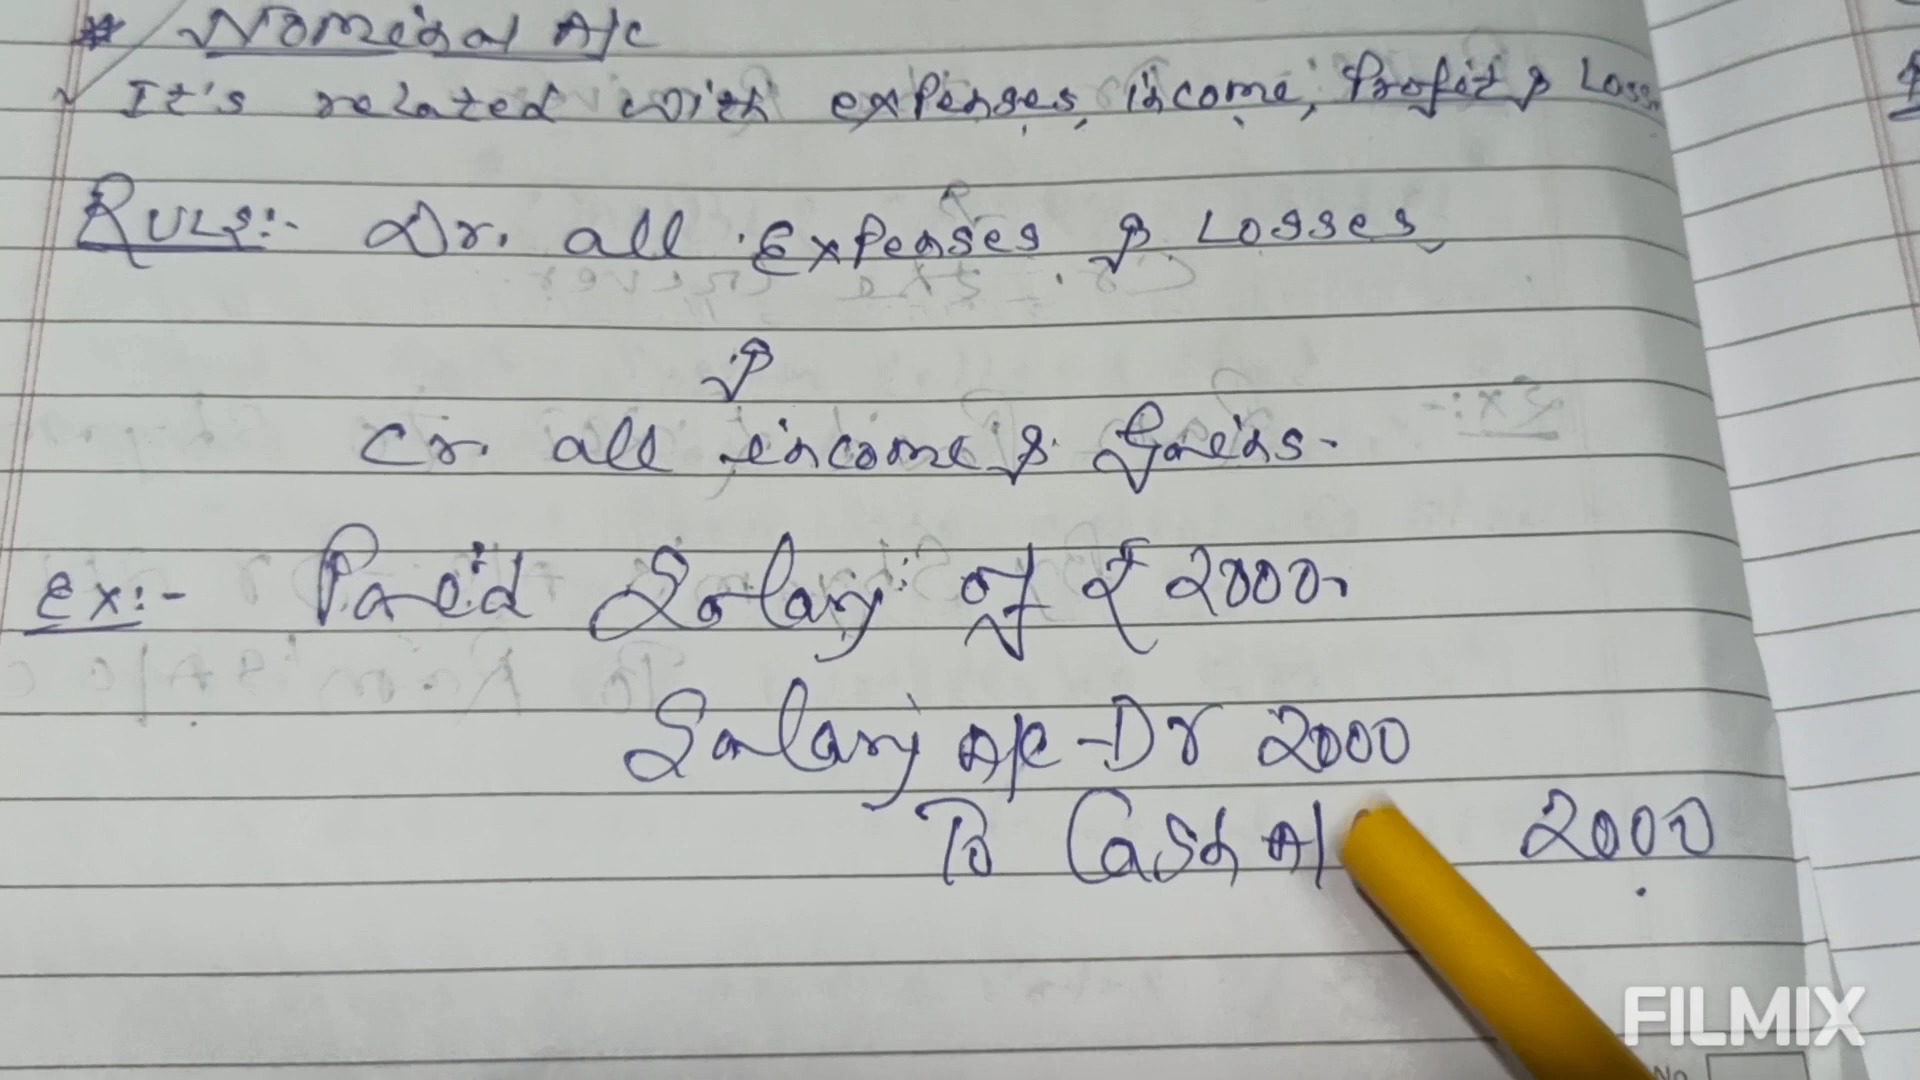 * Nominal A/c
It's related with expenses, income, Profit & Loss.
Rule:- Dr. all Expenses & Losses
&
Cr. all income & Gains.
Ex:- Paid Salary of ₹ 2000
Salary A/c - Dr 2000
To Cash A/ 2000
FILMIX
No